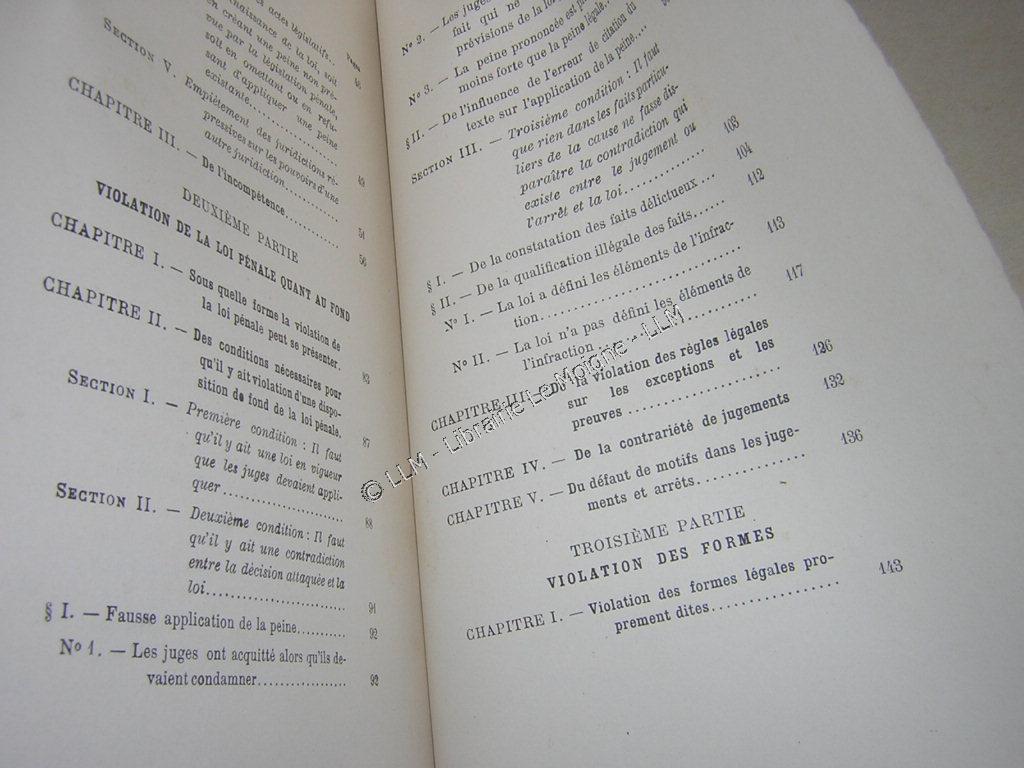 actes législatifs.
naissance de la loi, soit
en créant une peine non pré-
vue par la législation pénale,
soit en omettant ou en refu-
sant d'appliquer une peine
existante.............
Pages
46
SECTION V. — Empiètement des juridictions ré-
pressives sur les pouvoirs d'une
autre juridiction............ 49
CHAPITRE III. — De l'incompétence............ 51
DEUXIÈME PARTIE
VIOLATION DE LA LOI PÉNALE QUANT AU FOND
56
CHAPITRE I. — Sous quelle forme la violation de
la loi pénale peut se présenter. 83
CHAPITRE II. — Des conditions nécessaires pour
qu'il y ait violation d'une dispo-
sition de fond de la loi pénale. 87
SECTION I. — Première condition : Il faut
qu'il y ait une loi en vigueur
que les juges devaient appli-
quer.................... 88
SECTION II. — Deuxième condition : Il faut
qu'il y ait une contradiction
entre la décision attaquée et la
loi....................... 91
§ I. — Fausse application de la peine........... 92
No 1. — Les juges ont acquitté alors qu'ils de-
vaient condamner.................. 92
No 2. — Les juges
fait qui ne
prévisions de la loi
No 3. — La peine prononcée est
moins forte que la peine légale..
§ II. — De l'influence de l'erreur de citation du
texte sur l'application de la peine...
SECTION III. — Troisième condition : Il faut
que rien dans les faits particu-
liers de la cause ne fasse dis-
paraître la contradiction qui
existe entre le jugement ou
l'arrêt et la loi............ 103
§ I. — De la constatation des faits délictueux... 104
§ II. — De la qualification illégale des faits...... 112
No I. — La loi a défini les éléments de l'infrac-
tion......................... 113
No II. — La loi n'a pas défini les éléments de
l'infraction.................... 117
CHAPITRE III. — De la violation des règles légales
sur les exceptions et les
preuves .................. 126
CHAPITRE IV. — De la contrariété de jugements 132
CHAPITRE V. — Du défaut de motifs dans les juge-
ments et arrêts.............. 136
TROISIÈME PARTIE
VIOLATION DES FORMES
CHAPITRE I. — Violation des formes légales pro-
prement dites................ 143
© LLM - Librairie Le Moigne - LLM